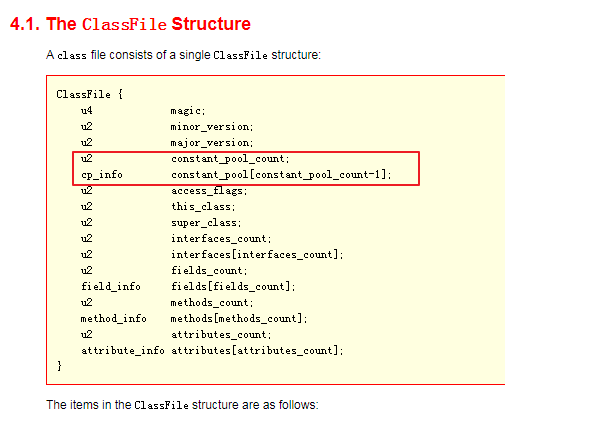 4.1. The ClassFile Structure
A class file consists of a single ClassFile structure:
ClassFile {
u4 magic;
u2 minor_version;
u2 major_version;
u2 constant_pool_count;
cp_info constant_pool[constant_pool_count-1];
u2 access_flags;
u2 this_class;
u2 super_class;
u2 interfaces_count;
u2 interfaces[interfaces_count];
u2 fields_count;
field_info fields[fields_count];
u2 methods_count;
method_info methods[methods_count];
u2 attributes_count;
attribute_info attributes[attributes_count];
}
The items in the ClassFile structure are as follows: